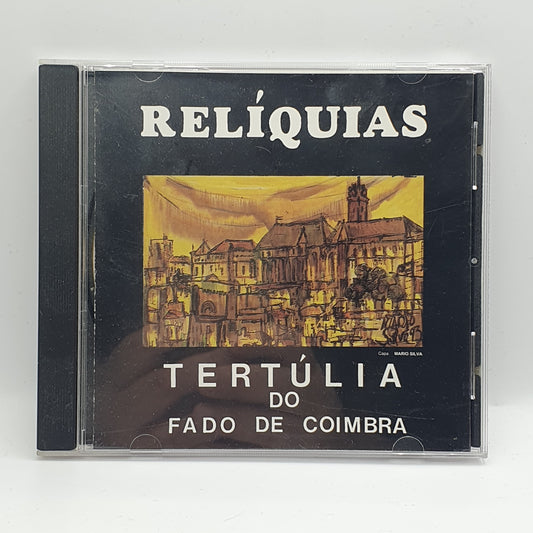 RELÍQUIAS
Capa MARIO SILVA
TERTÚLIA
DO
FADO DE COIMBRA